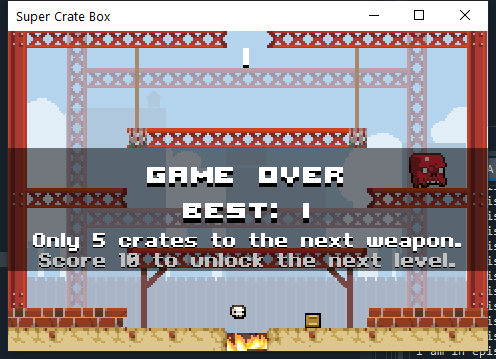 Super Crate Box
1
GAME OVER
BEST: 1
Only 5 crates to the next weapon.
Score 10 to unlock the next level.